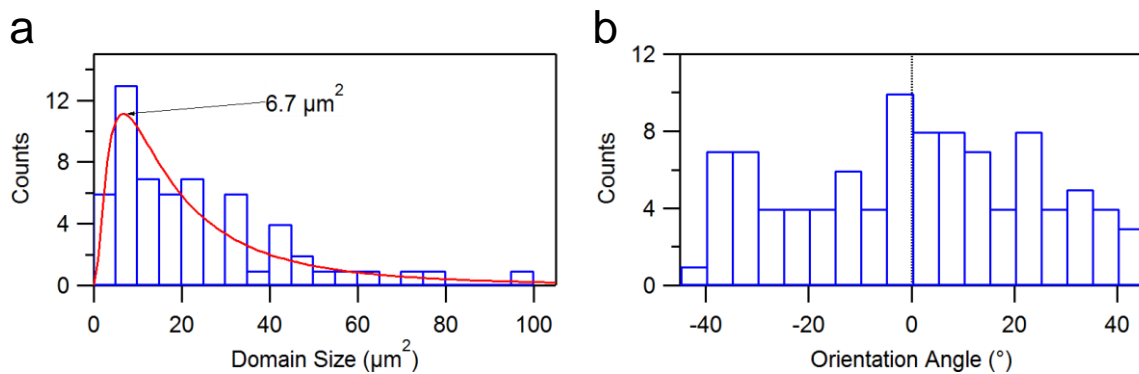 a
Counts
12
8
4
0
6.7 µm²
0 20 40 60 80 100
Domain Size (µm²)
b
Counts
12
8
4
0
-40 -20 0 20 40
Orientation Angle (°)